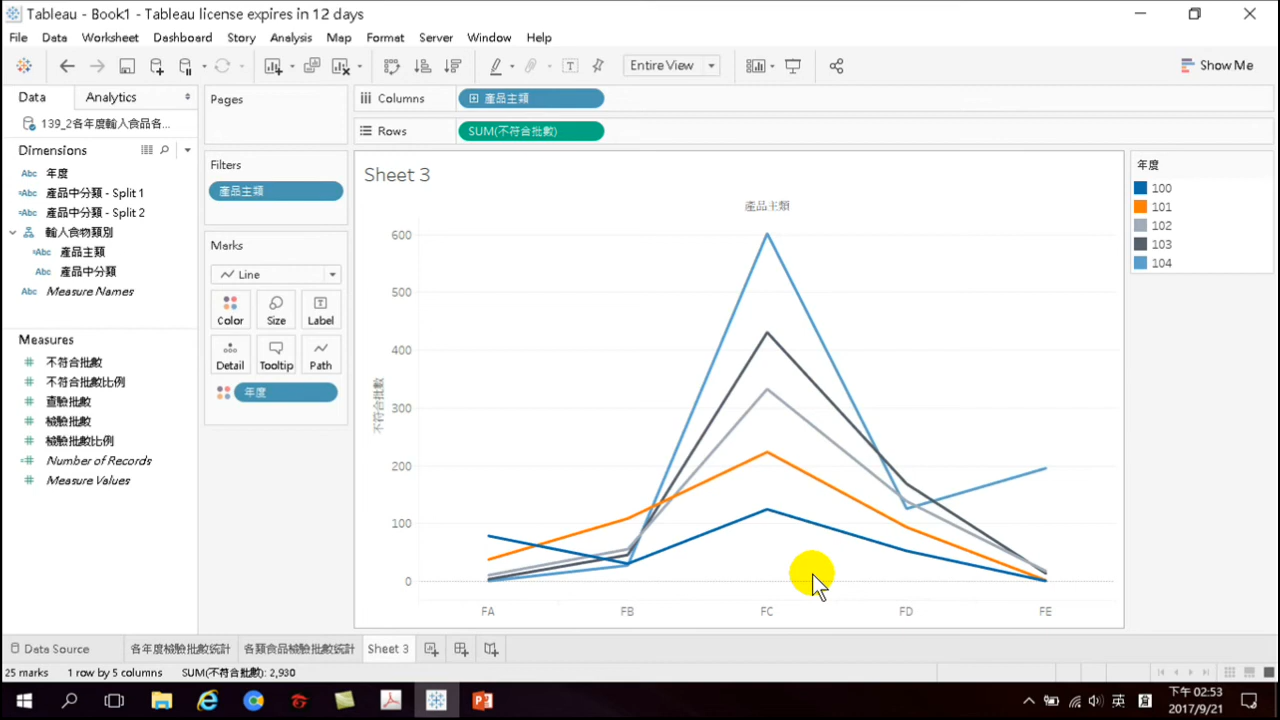 Tableau - Book1 - Tableau license expires in 12 days
File Data Worksheet Dashboard Story Analysis Map Format Server Window Help
Entire View
Show Me
Data Analytics
139_2各年度輸入食品各...
Dimensions
Abc 年度
=Abc 產品中分類 - Split 1
=Abc 產品中分類 - Split 2
輸入食物類別
=Abc 產品主類
Abc 產品中分類
Abc Measure Names
Measures
不符合批數
不符合批數比例
查驗批數
檢驗批數
檢驗批數比例
Number of Records
Measure Values
Pages
Filters
產品主類
Marks
Line
Color Size Label
Detail Tooltip Path
年度
Columns 產品主類
Rows SUM(不符合批數)
Sheet 3
產品主類
不符合批數
600
500
400
300
200
100
0
FA FB FC FD FE
年度
100
101
102
103
104
Data Source 各年度檢驗批數統計 各類食品檢驗批數統計 Sheet 3
25 marks 1 row by 5 columns SUM(不符合批數): 2,930
英
下午 02:53
2017/9/21